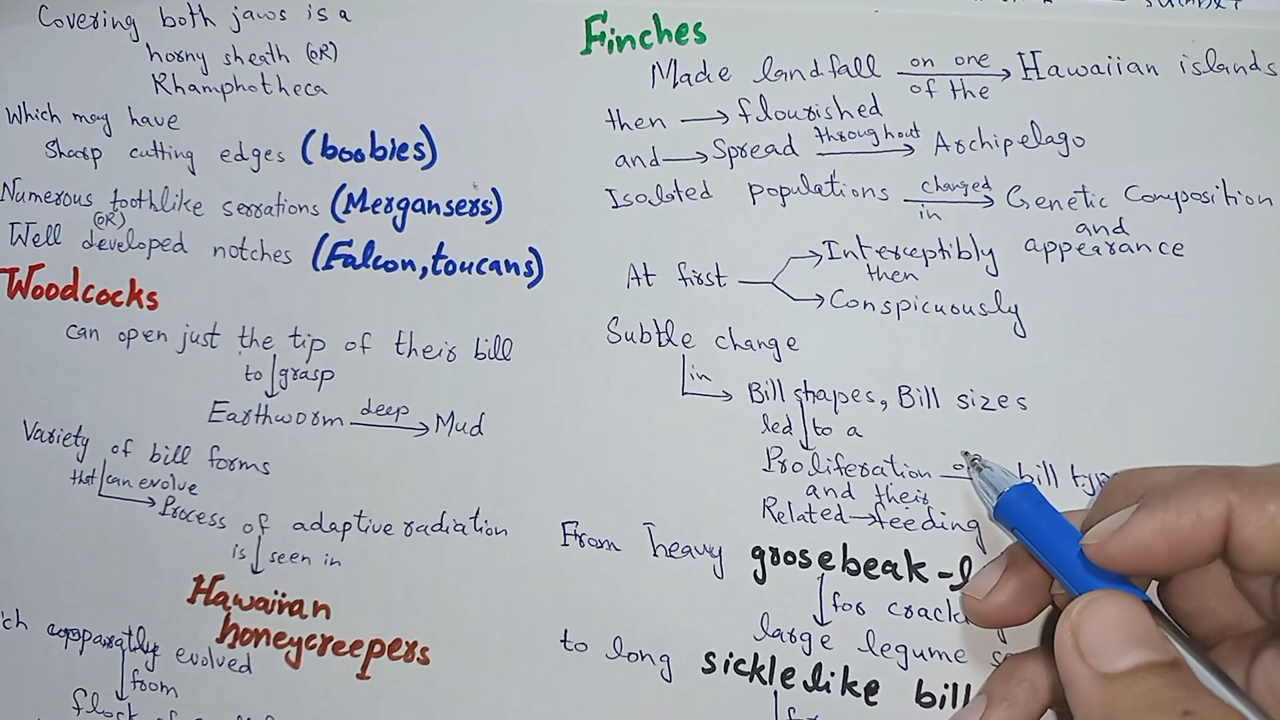 Covering both jaws is a
horny sheath (OR)
Rhamphotheca
Which may have
Sharp cutting edges (boobies)
Numerous toothlike serrations (Mergansers)
(OR)
Well developed notches (Falcon, toucans)
Woodcocks
can open just the tip of their bill
to grasp
Earthworm deep Mud
Variety of bill forms
that can evolve
Process of adaptive radiation
is seen in
Hawaiian
honeycreepers
evolved
from
Finches
Made landfall on one of the Hawaiian islands
then flourished
and Spread throughout Archipelago
Isolated populations changed in Genetic Composition
and
appearance
At first Interceptibly
then
Conspicuously
Subtle change
in
Bill shapes, Bill sizes
led to a
Proliferation bill
and their
Related feeding
From heavy grosebeak-
for
large legume
to long sicklelike bill